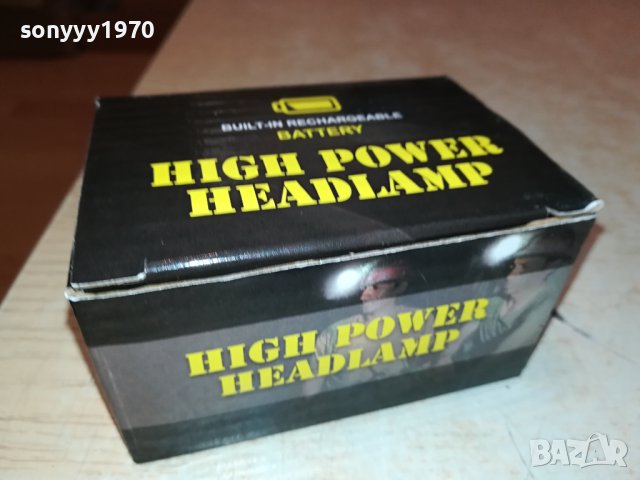 sonyyy1970
BUILT-IN RECHARGEABLE
BATTERY
HIGH POWER
HEADLAMP
HIGH POWER
HEADLAMP
BAZAR